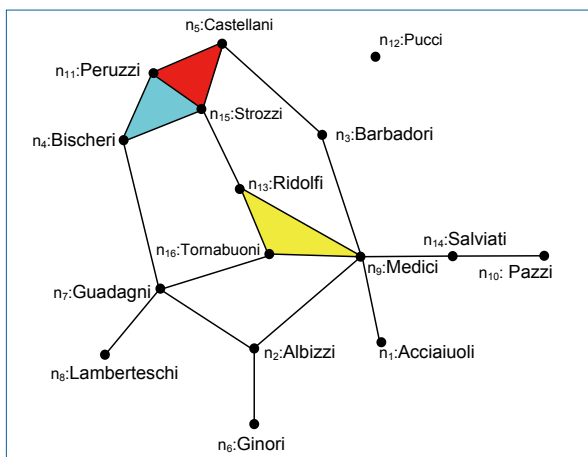 n5:Castellani
n12:Pucci
n11:Peruzzi
n15:Strozzi
n4:Bischeri
n3:Barbadori
n13:Ridolfi
n14:Salviati
n16:Tornabuoni
n9:Medici
n10: Pazzi
n7:Guadagni
n2:Albizzi
n1:Acciaiuoli
n8:Lamberteschi
n6:Ginori